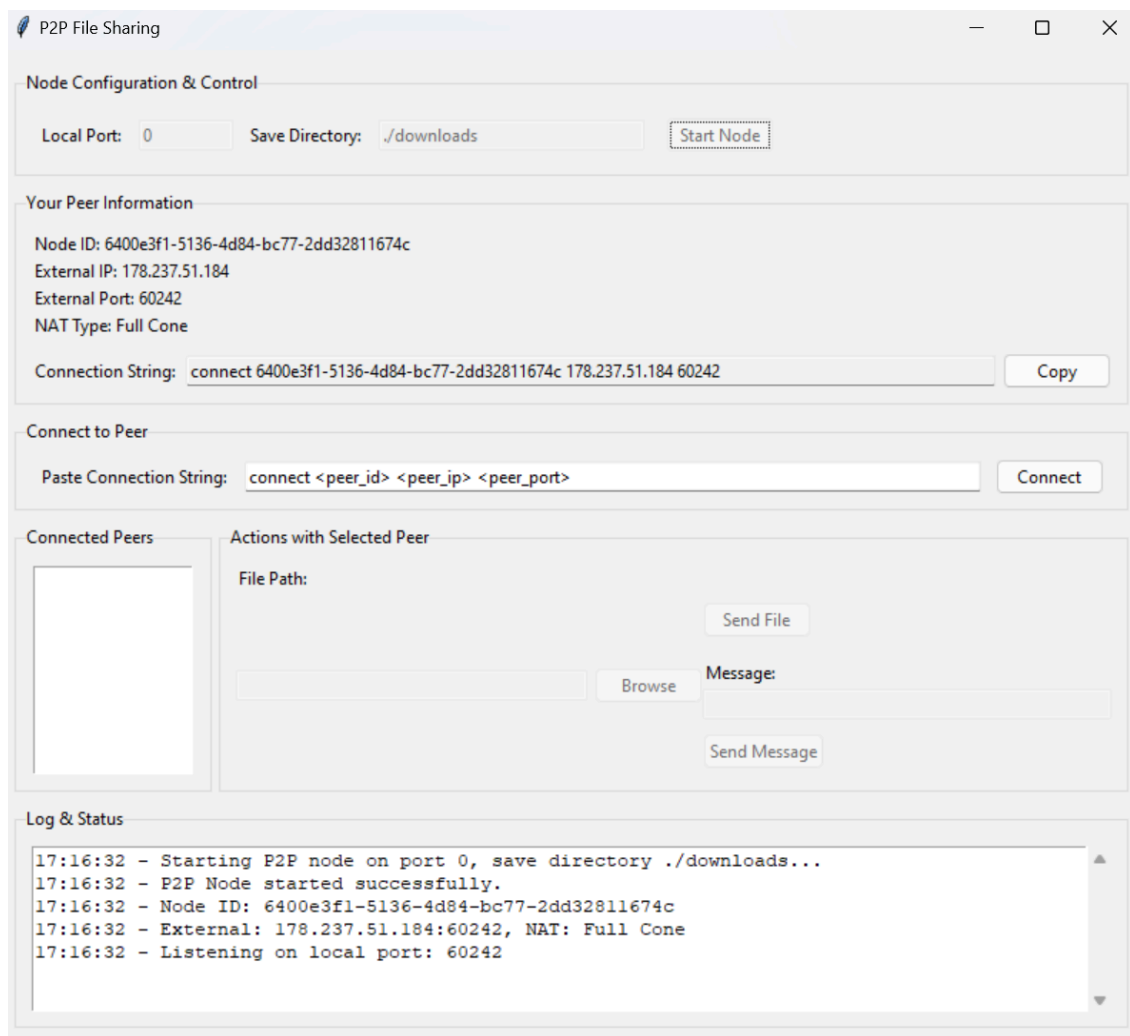 P2P File Sharing
Node Configuration & Control
Local Port: 0 Save Directory: ./downloads Start Node
Your Peer Information
Node ID: 6400e3f1-5136-4d84-bc77-2dd32811674c
External IP: 178.237.51.184
External Port: 60242
NAT Type: Full Cone
Connection String: connect 6400e3f1-5136-4d84-bc77-2dd32811674c 178.237.51.184 60242 Copy
Connect to Peer
Paste Connection String: connect <peer_id> <peer_ip> <peer_port> Connect
Connected Peers
Actions with Selected Peer
File Path:
Send File
Browse
Message:
Send Message
Log & Status
17:16:32 - Starting P2P node on port 0, save directory ./downloads...
17:16:32 - P2P Node started successfully.
17:16:32 - Node ID: 6400e3f1-5136-4d84-bc77-2dd32811674c
17:16:32 - External: 178.237.51.184:60242, NAT: Full Cone
17:16:32 - Listening on local port: 60242